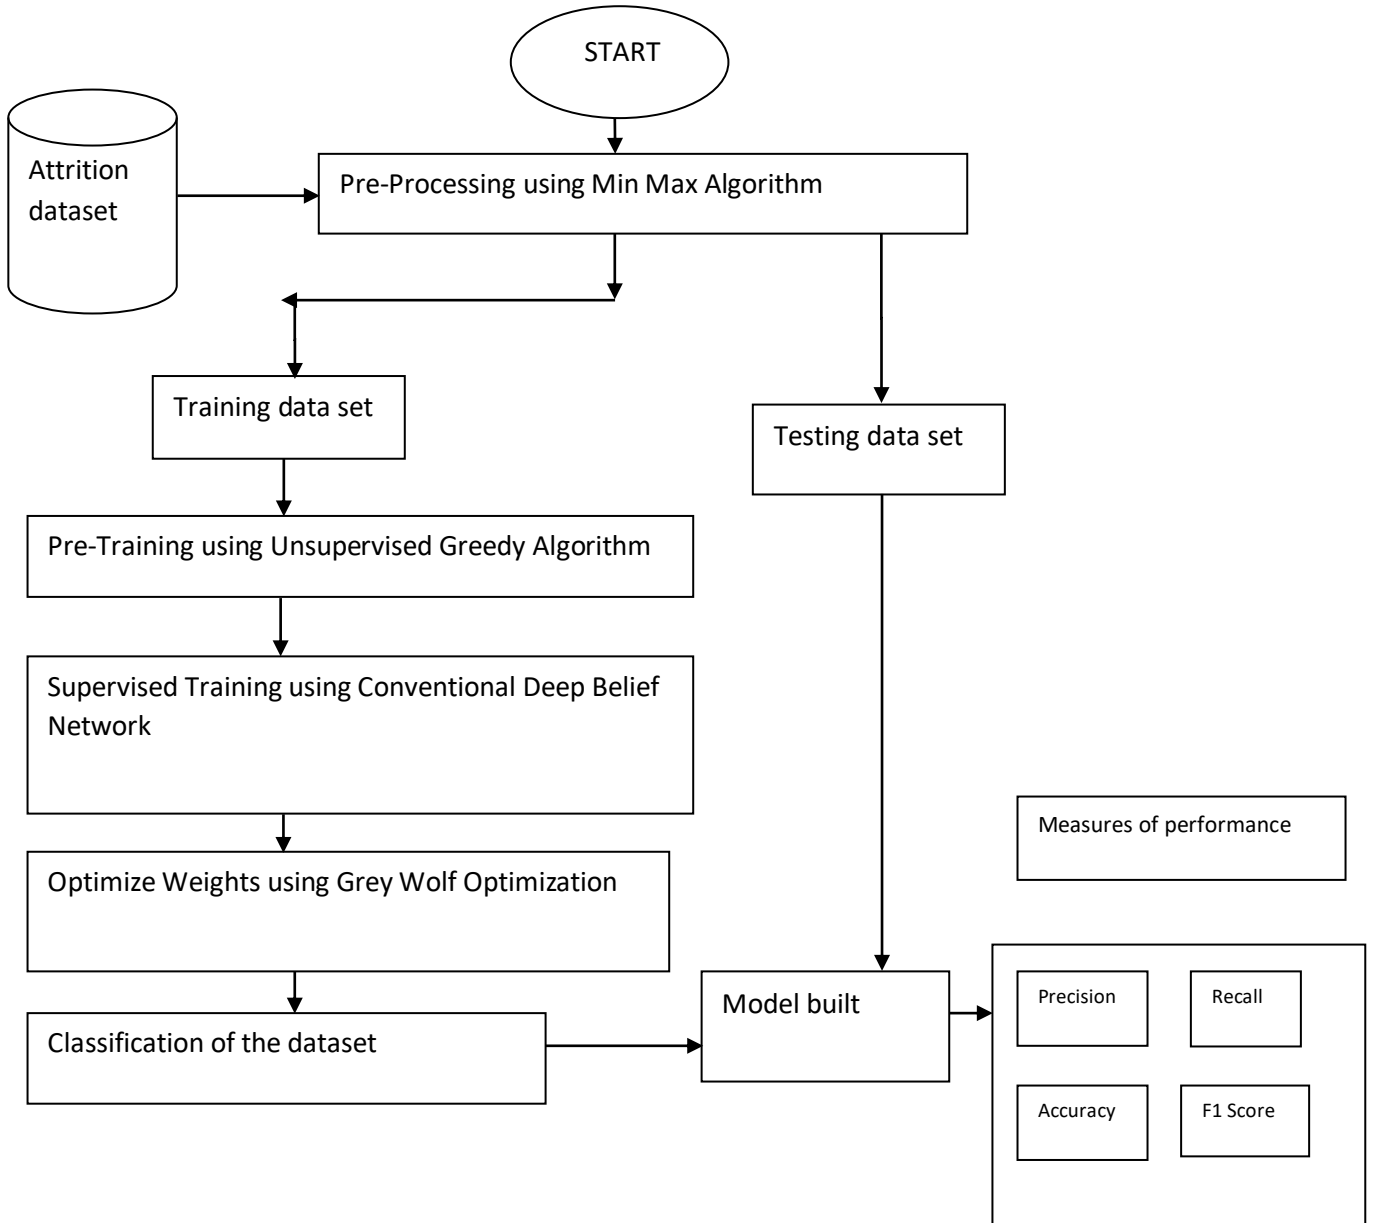 START
Attrition
dataset
Pre-Processing using Min Max Algorithm
Training data set
Testing data set
Pre-Training using Unsupervised Greedy Algorithm
Supervised Training using Conventional Deep Belief
Network
Measures of performance
Optimize Weights using Grey Wolf Optimization
Model built
Precision
Recall
Classification of the dataset
Accuracy
F1 Score